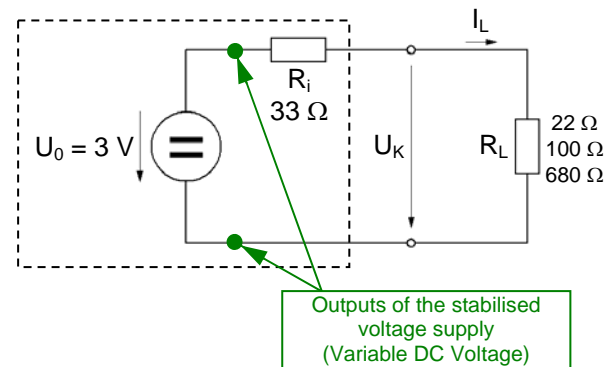 I_L
R_i
33 Ω
U_0 = 3 V
U_K
R_L
22 Ω
100 Ω
680 Ω
Outputs of the stabilised
voltage supply
(Variable DC Voltage)